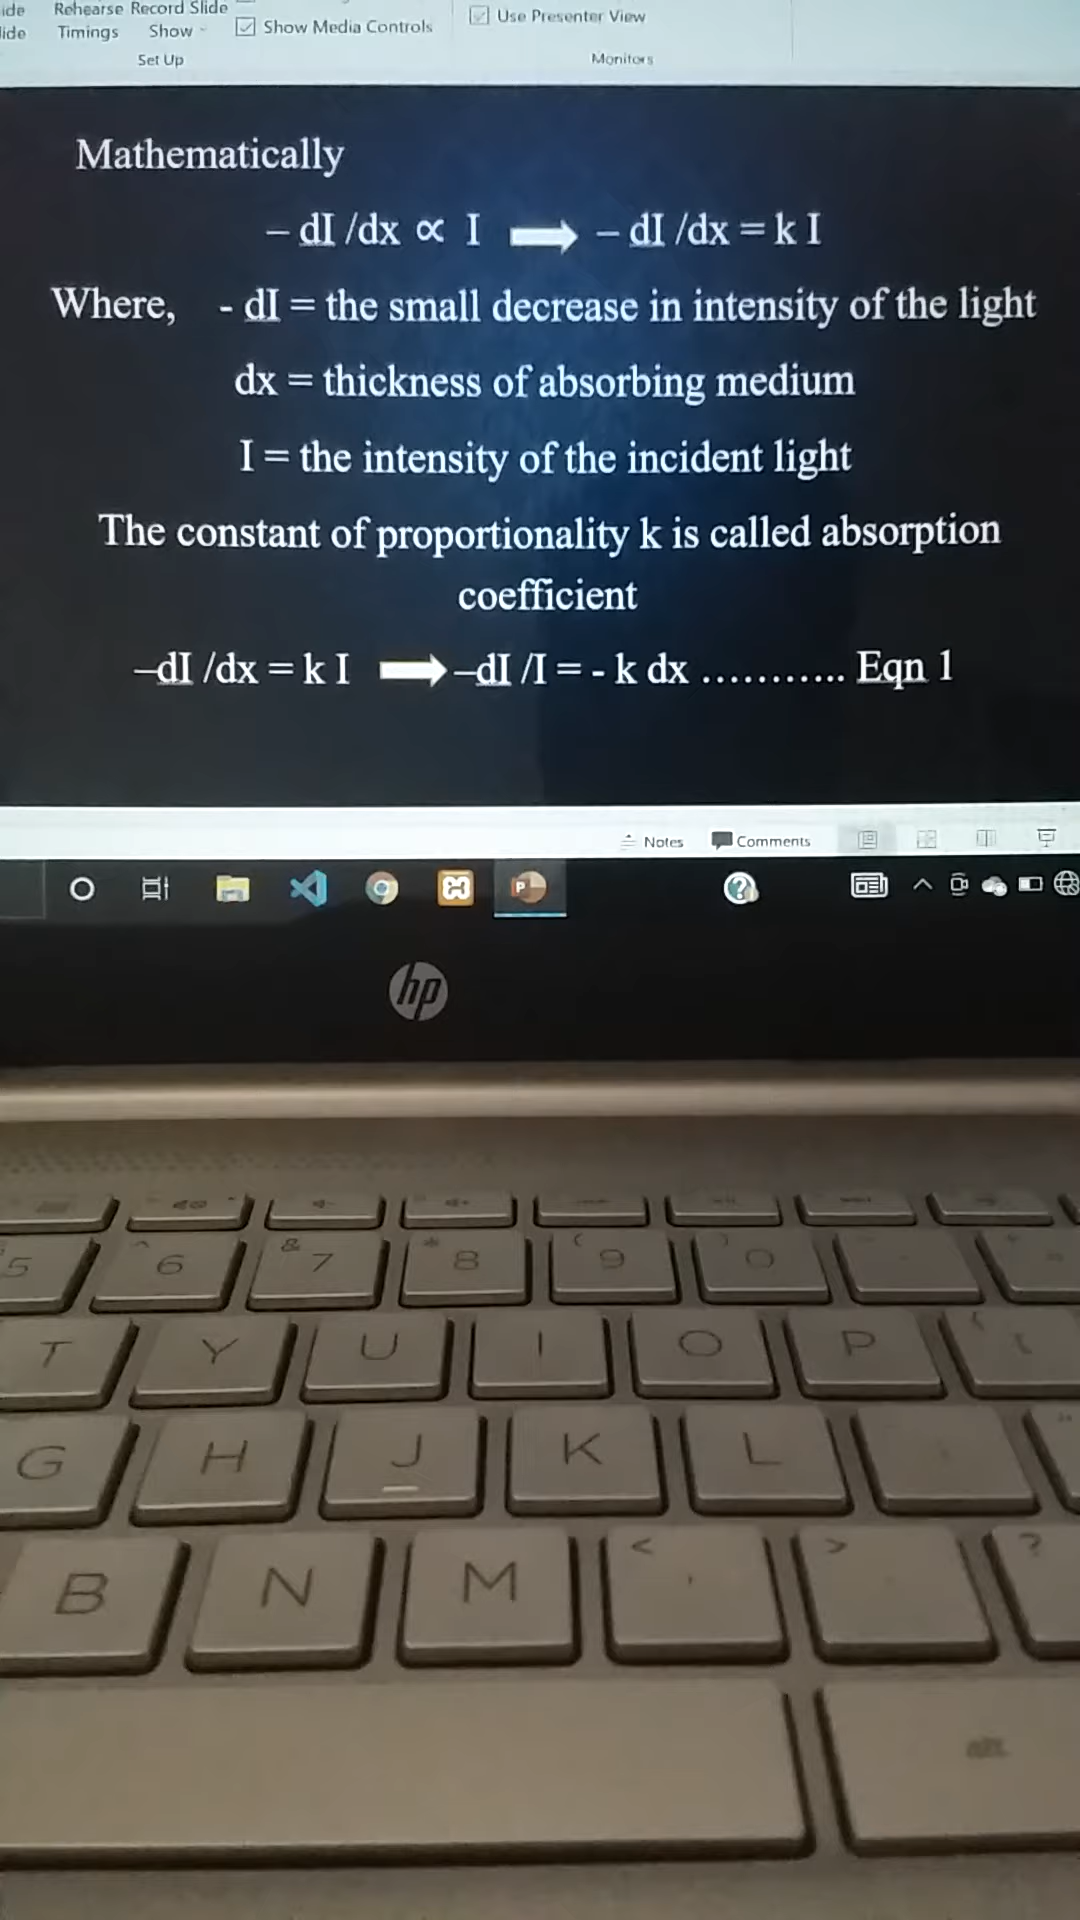 ide Rehearse Record Slide
lide Timings Show Show Media Controls Use Presenter View
Set Up Monitors
Mathematically
– dI /dx ∝ I ➡ – dI /dx = k I
Where, - dI = the small decrease in intensity of the light
dx = thickness of absorbing medium
I = the intensity of the incident light
The constant of proportionality k is called absorption
coefficient
–dI /dx = k I ➡ –dI /I = - k dx ........... Eqn 1
Notes Comments
hp
5 ^ 6 & 7 * 8 ( 9 ) 0
T Y U I O P {
G H J K L
B N M < , > ?